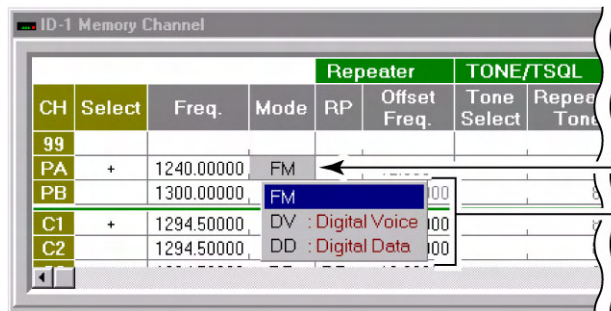 ID-1 Memory Channel
Repeater TONE/TSQL
CH Select Freq. Mode RP Offset Freq. Tone Select
99
PA + 1240.00000 FM
PB 1300.00000
FM
DV : Digital Voice
DD : Digital Data
C1 + 1294.50000
C2 1294.50000